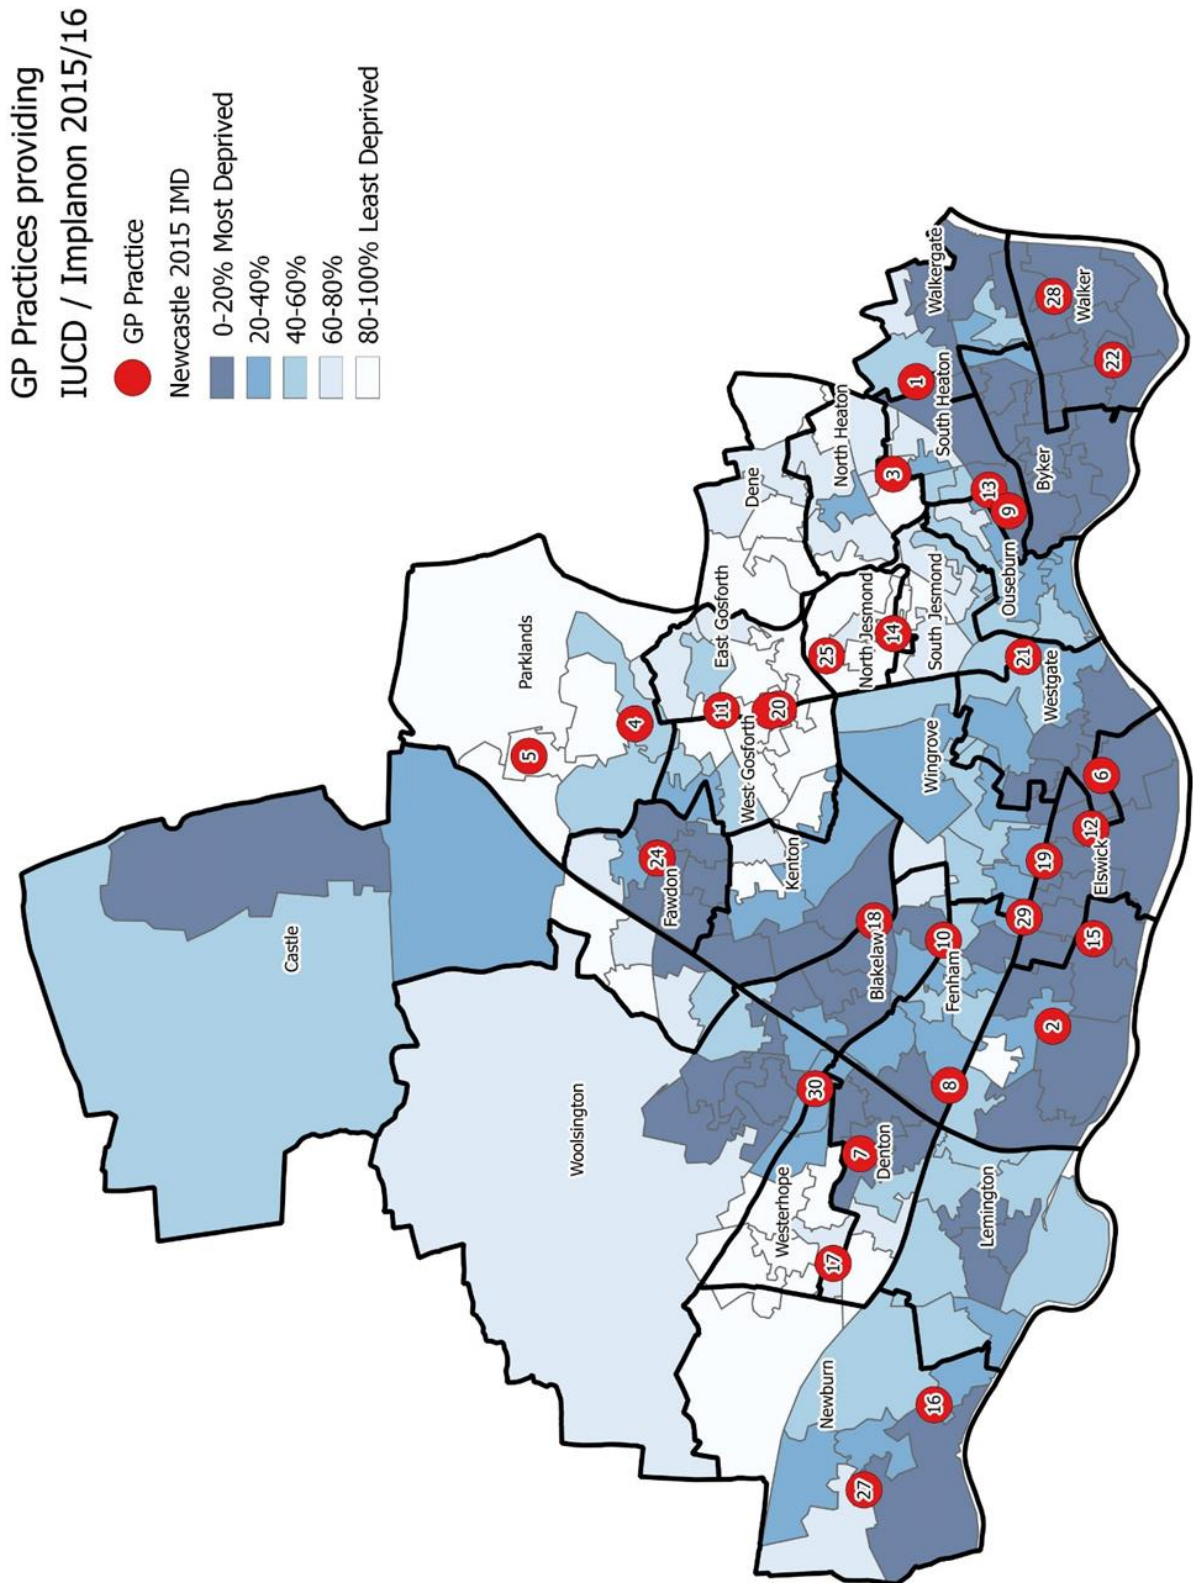 GP Practices providing
IUCD / Implanon 2015/16
GP Practice
Newcastle 2015 IMD
0-20% Most Deprived
20-40%
40-60%
60-80%
80-100% Least Deprived
Castle
Parklands
Woolsington
5
4
Fawdon
24
East Gosforth
11
West Gosforth
20
Dene
Kenton
North Heaton
25
North Jesmond
14
3
South Jesmond
South Heaton
1
Walkergate
Blakelaw
18
Wingrove
10
Fenham
30
Westerhope
7
Denton
17
8
Newburn
27
16
Lemington
13
9
Ouseburn
21
Westgate
Byker
28
Walker
22
29
19
12
Elswick
6
15
2